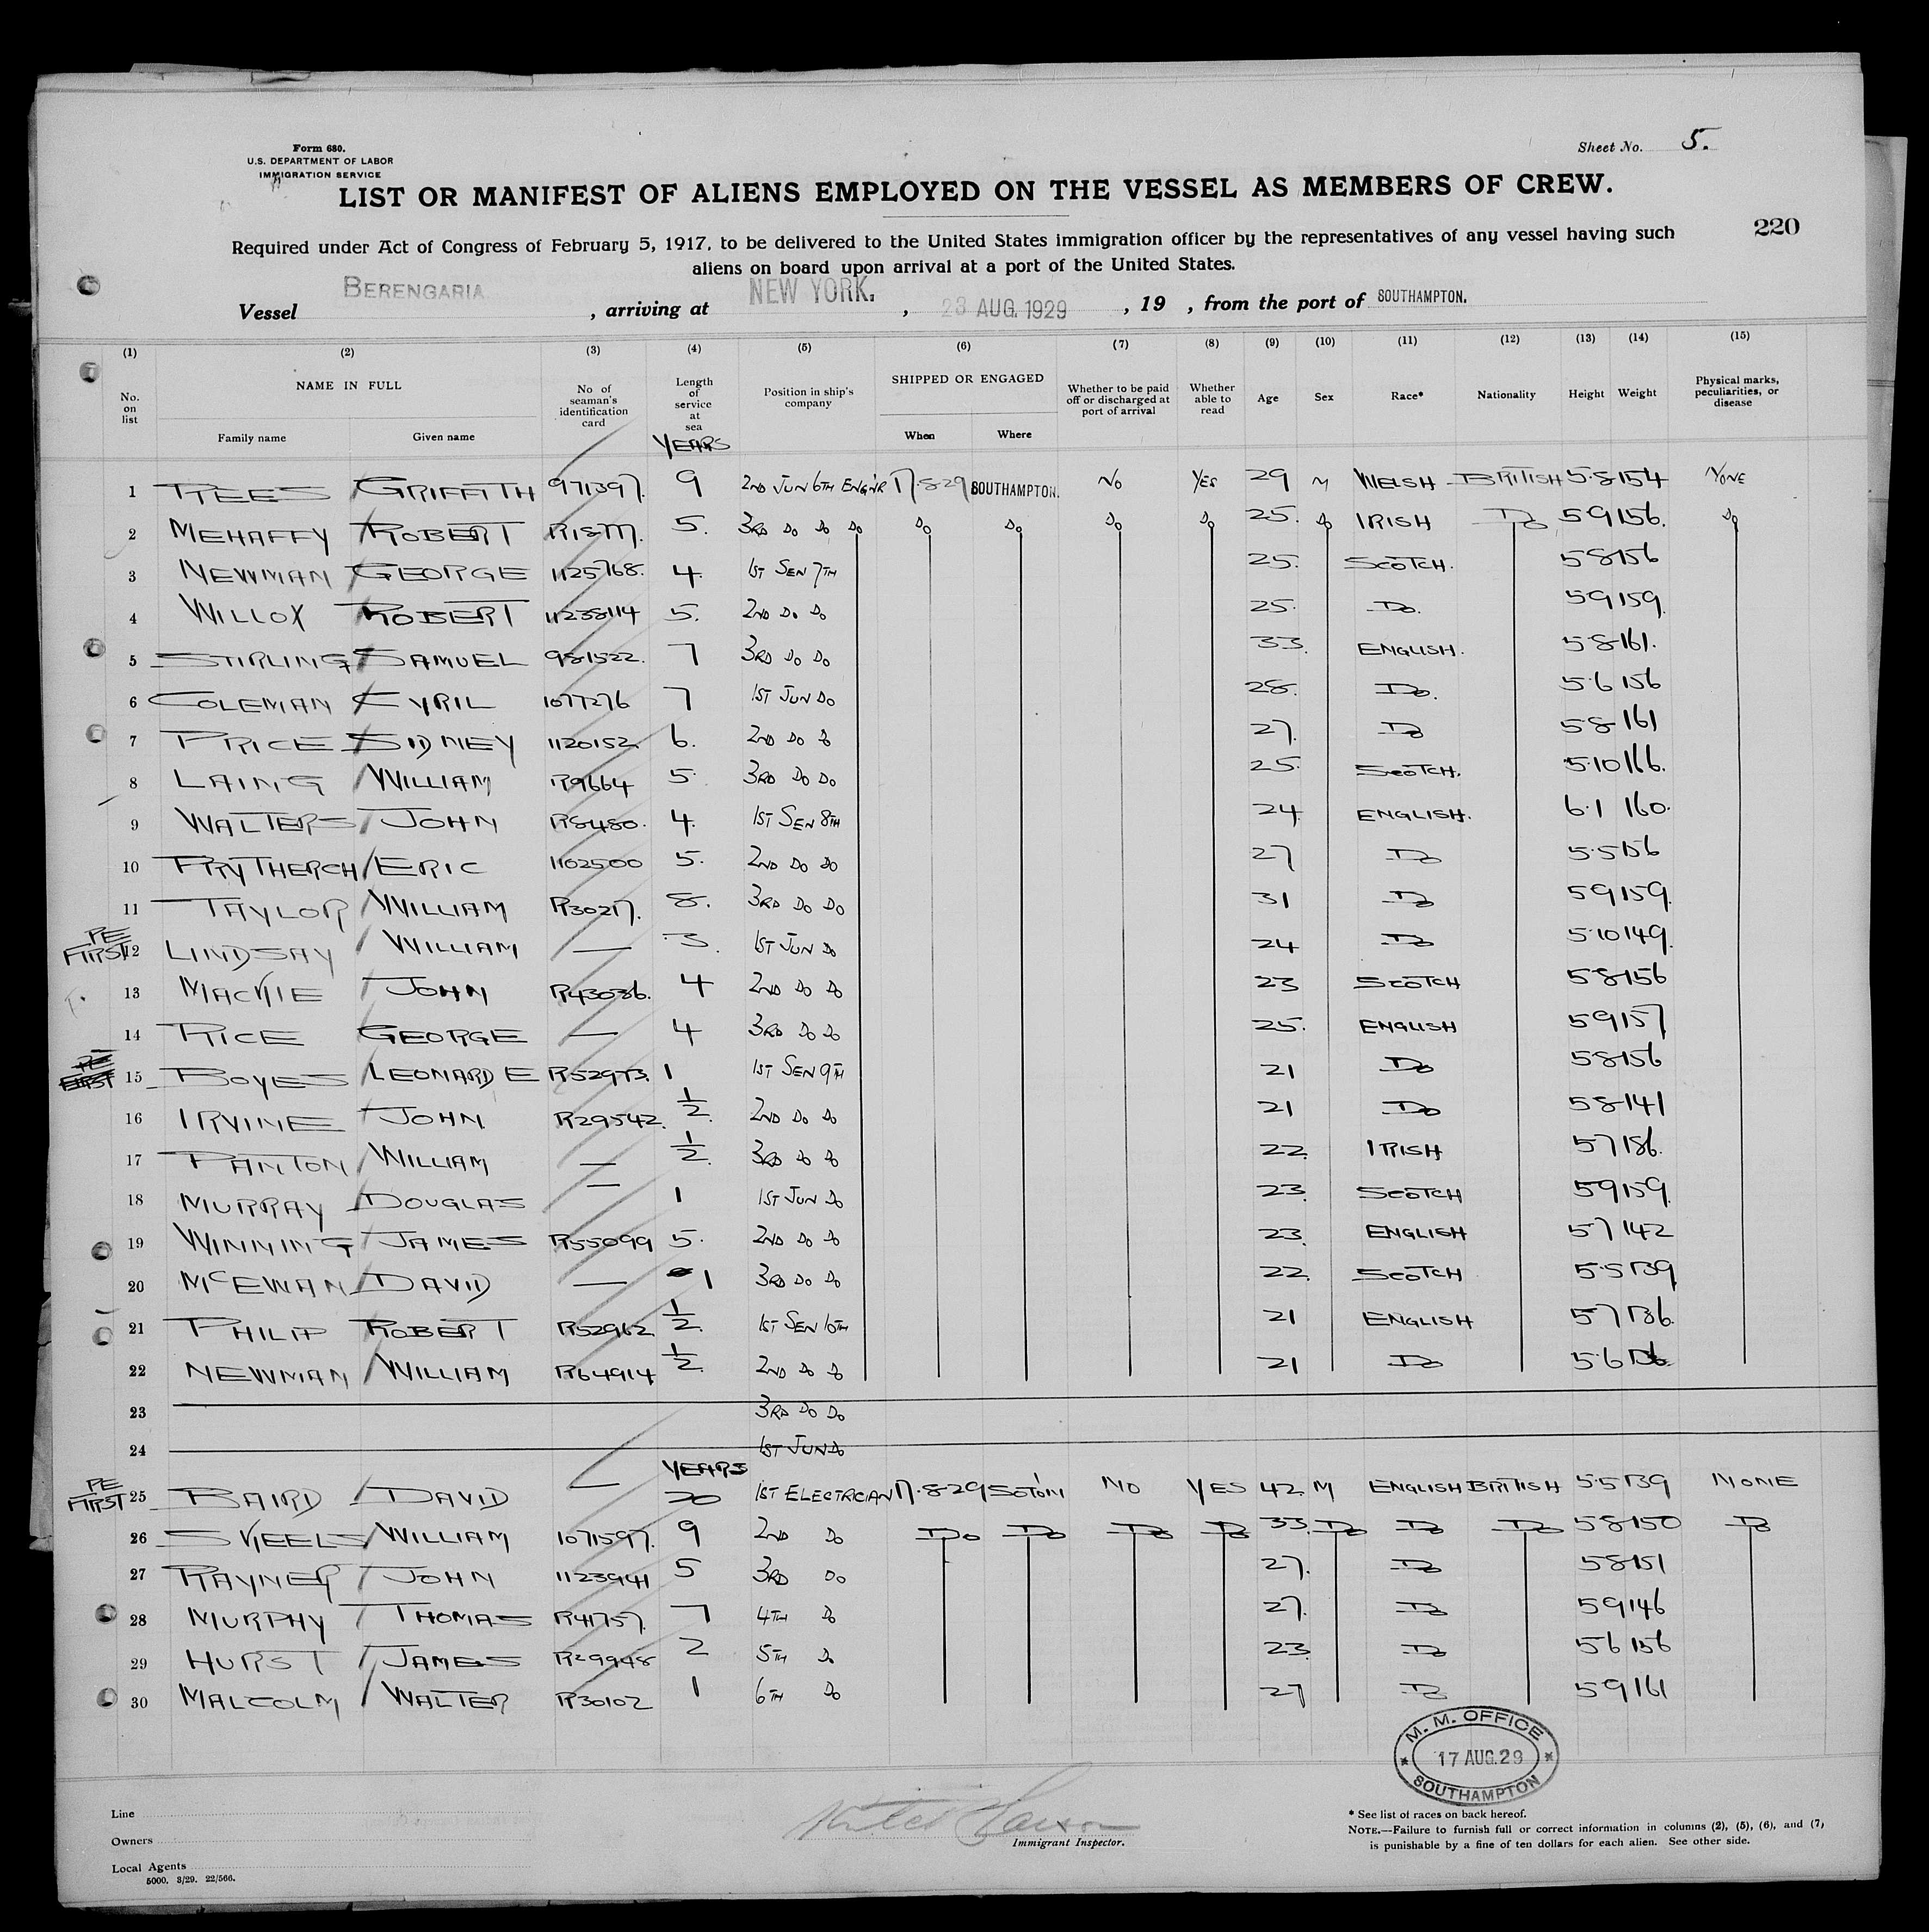 Form 680.
U.S. DEPARTMENT OF LABOR
IMMIGRATION SERVICE
Sheet No. 5.
LIST OR MANIFEST OF ALIENS EMPLOYED ON THE VESSEL AS MEMBERS OF CREW.
220
Required under Act of Congress of February 5, 1917, to be delivered to the United States immigration officer by the representatives of any vessel having such
aliens on board upon arrival at a port of the United States.
Vessel BERENGARIA, arriving at NEW YORK., 23 AUG. 1929, 19 , from the port of SOUTHAMPTON.
(1) (2) (3) (4) (5) (6) (7) (8) (9) (10) (11) (12) (13) (14) (15)
No. on list NAME IN FULL Family name Given name No. of seaman's identification card Length of service at sea Position in ship's company SHIPPED OR ENGAGED When Where Whether to be paid off or discharged at port of arrival Whether able to read Age Sex Race* Nationality Height Weight Physical marks, peculiarities, or disease
YEARS
1 REES GRIFFITH 971397. 9 2ND JUN 6TH ENGNR 17.8.29 SOUTHAMPTON. NO YES 29 M WELSH BRITISH 5.8 154 NONE
2 MEHAFFY ROBERT 5. 3RD DO DO DO DO DO DO DO 25. DO IRISH DO 5 9 156. DO
3 NEWMAN GEORGE 1125768. 4. 1ST SEN 7TH 25. SCOTCH. 5 8 156
4 WILLOX ROBERT 11238114 5. 2ND DO DO 25. DO. 5 9 159.
5 STIRLING SAMUEL 981522. 7 3RD DO DO 33. ENGLISH. 5.8 161.
6 COLEMAN CYRIL 1077276 7 1ST JUN DO 28. DO. 5.6 156
7 PRICE SIDNEY 1120152. 6. 2ND DO DO 27. DO 5.8 161
8 LAING WILLIAM R9664 5. 3RD DO DO 25. SCOTCH. 5.10 166.
9 WALTERS JOHN R8480. 4. 1ST SEN 8TH 24. ENGLISH. 6.1 160.
10 PRYTHERCH ERIC 1102500 5. 2ND DO DO 27 DO 5.5 156
11 TAYLOR WILLIAM R30217. 8. 3RD DO DO 31 DO 5 9 159.
PE FIRST 12 LINDSAY WILLIAM — 3. 1ST JUN DO 24 DO 5.10 149.
13 MACKIE JOHN R43036. 4 2ND DO DO 23 SCOTCH 5 8 156
14 RICE GEORGE — 4 3RD DO DO 25. ENGLISH 5 9 157
PE FIRST 15 BOYES LEONARD E R52973. 1 1ST SEN 9TH 21 DO 5 8 156
16 IRVINE JOHN R29542. 1/2. 2ND DO DO 21 DO 5 8 141
17 PANTON WILLIAM — 1/2. 3RD DO DO 22. IRISH 5 7 186.
18 MURRAY DOUGLAS — 1 1ST JUN DO 23. SCOTCH 5 9 159.
19 WINNING JAMES R55099 5. 2ND DO DO 23. ENGLISH 5 7 142
20 MCEWAN DAVID — 1 3RD DO DO 22. SCOTCH 5.5 139
21 PHILIP ROBERT R52962. 1/2. 1ST SEN 10TH 21 ENGLISH 5 7 136.
22 NEWMAN WILLIAM R64914 1/2. 2ND DO DO 21 DO 5.6
23 3RD DO DO
24 1ST JUN DO
YEARS
PE FIRST 25 BAIRD DAVID — 20 1ST ELECTRICIAN 17.8.29 SOTON NO YES 42. M ENGLISH BRITISH 5.5 139 NONE
26 SKEELS WILLIAM 1071597. 9 2ND DO DO DO DO DO 33. DO DO DO 5 8 150 DO
27 RAYNER JOHN 1123941 5 3RD DO 27. DO 5 8 151
28 MURPHY THOMAS R41757. 7 4TH DO 27. DO 5 9 146
29 HURST JAMES R29948 2 5TH DO 23. DO 5 6 156
30 MALCOLM WALTER R30102 1 6TH DO 27 DO 5 9 161
M. M. OFFICE
17 AUG. 29
SOUTHAMPTON
Line
Owners
Local Agents
5000. 3/29. 22/566.
Immigrant Inspector.
* See list of races on back hereof.
NOTE.—Failure to furnish full or correct information in columns (2), (5), (6), and (7)
is punishable by a fine of ten dollars for each alien. See other side.